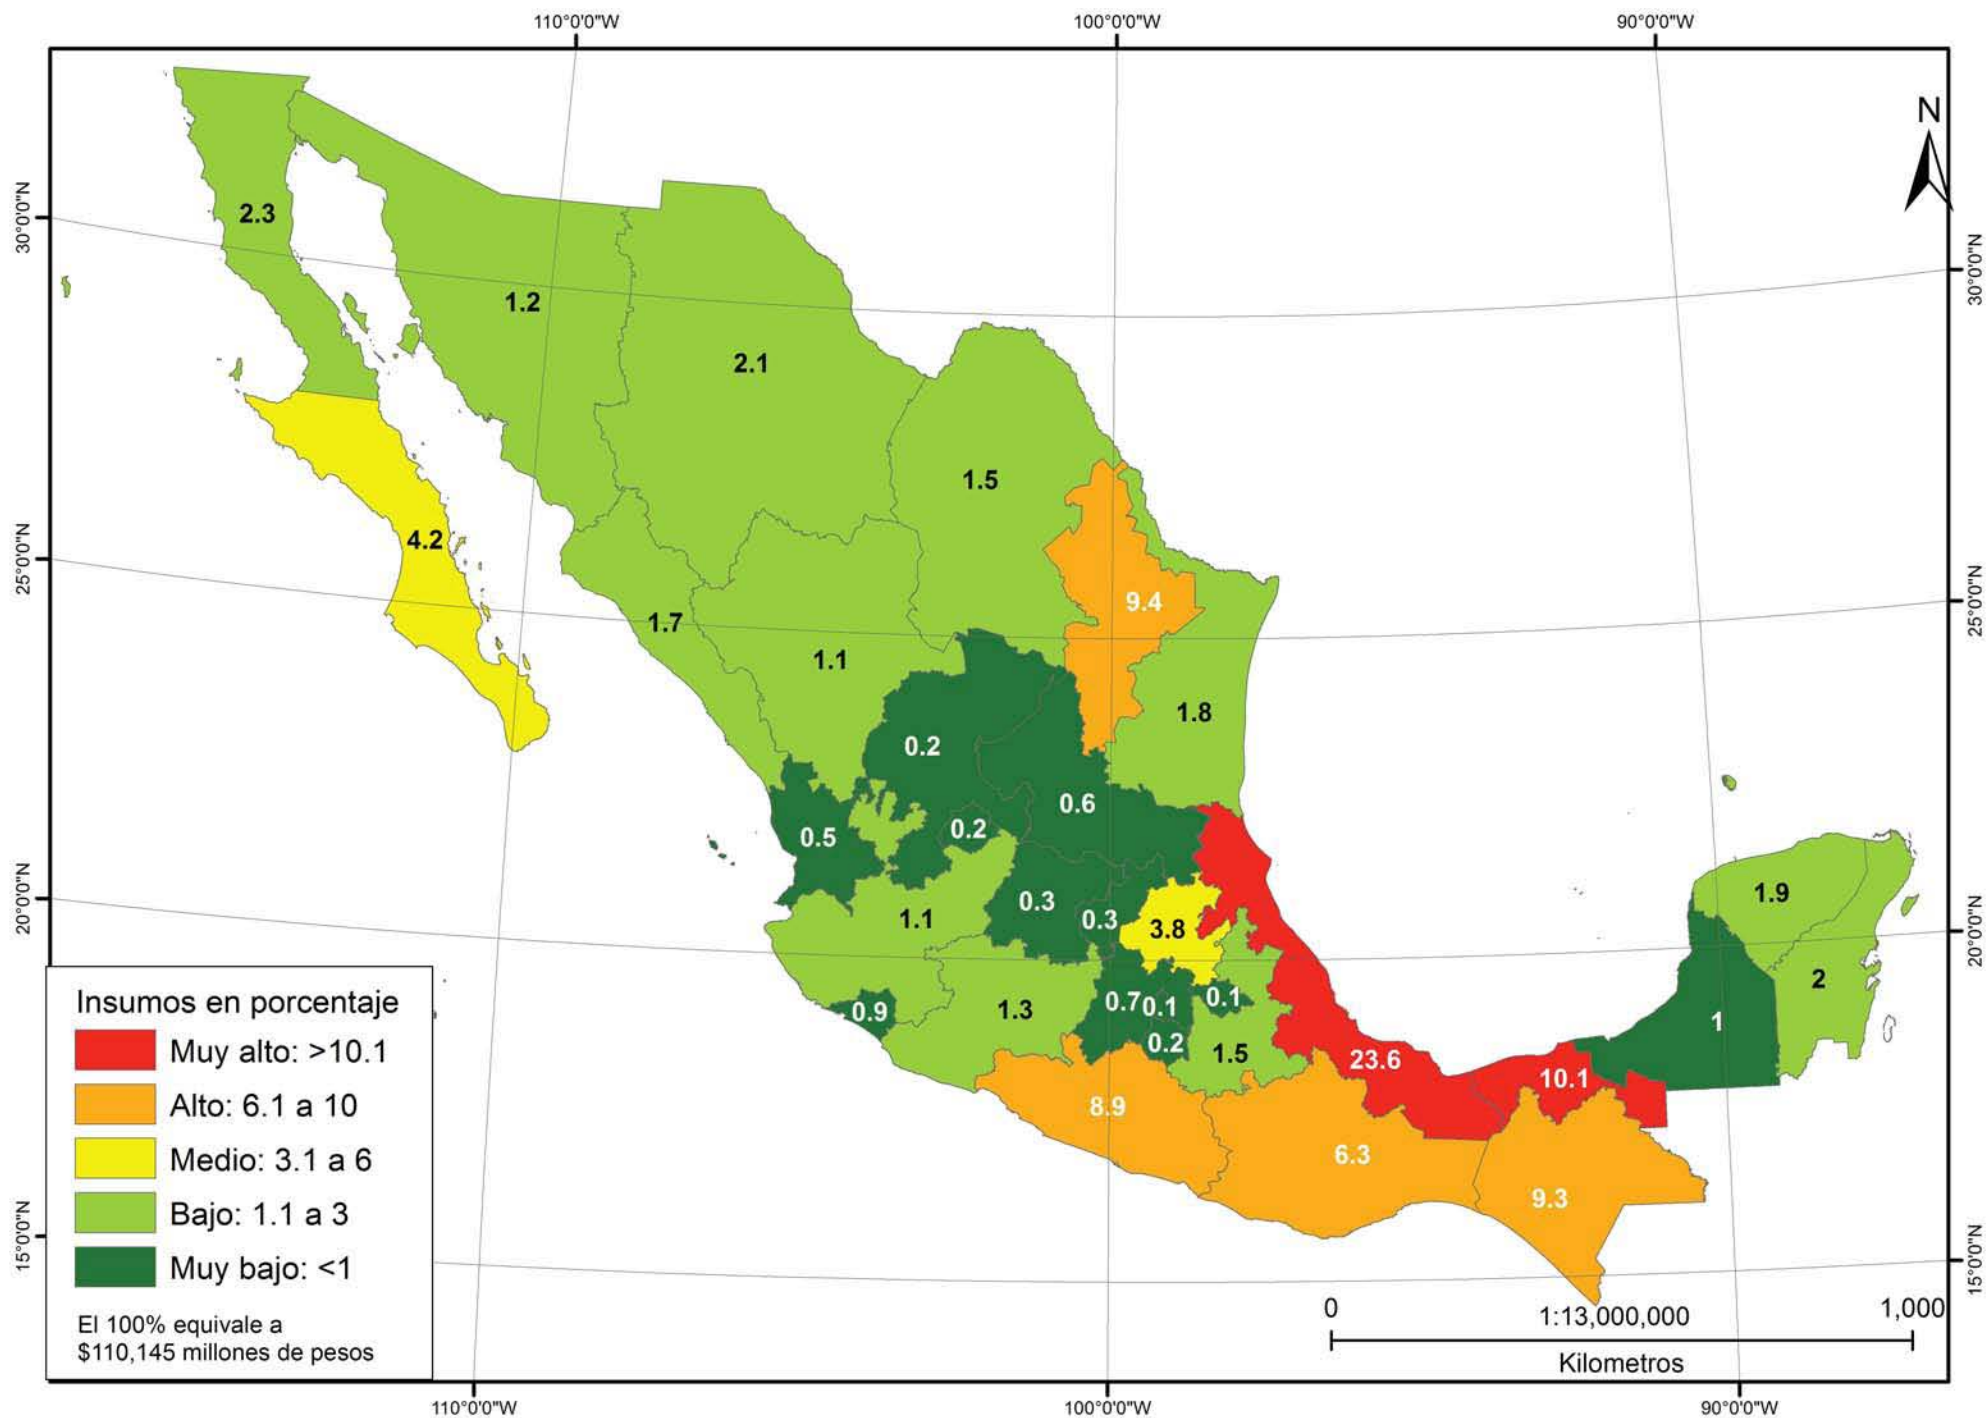 110°0'0"W
100°0'0"W
90°0'0"W
N
30°0'0"N
30°0'0"N
2.3
1.2
2.1
1.5
4.2
25°0'0"N
25°0'0"N
9.4
1.7
1.1
1.8
0.2
0.6
0.5
0.2
20°0'0"N
20°0'0"N
0.3
0.3
1.1
3.8
1.9
2
0.9
1.3
0.7
0.1
0.1
0.2
1.5
23.6
10.1
1
8.9
6.3
9.3
15°0'0"N
15°0'0"N
Insumos en porcentaje
Muy alto: >10.1
Alto: 6.1 a 10
Medio: 3.1 a 6
Bajo: 1.1 a 3
Muy bajo: <1
El 100% equivale a
$110,145 millones de pesos
0
1:13,000,000
1,000
Kilometros
110°0'0"W
100°0'0"W
90°0'0"W